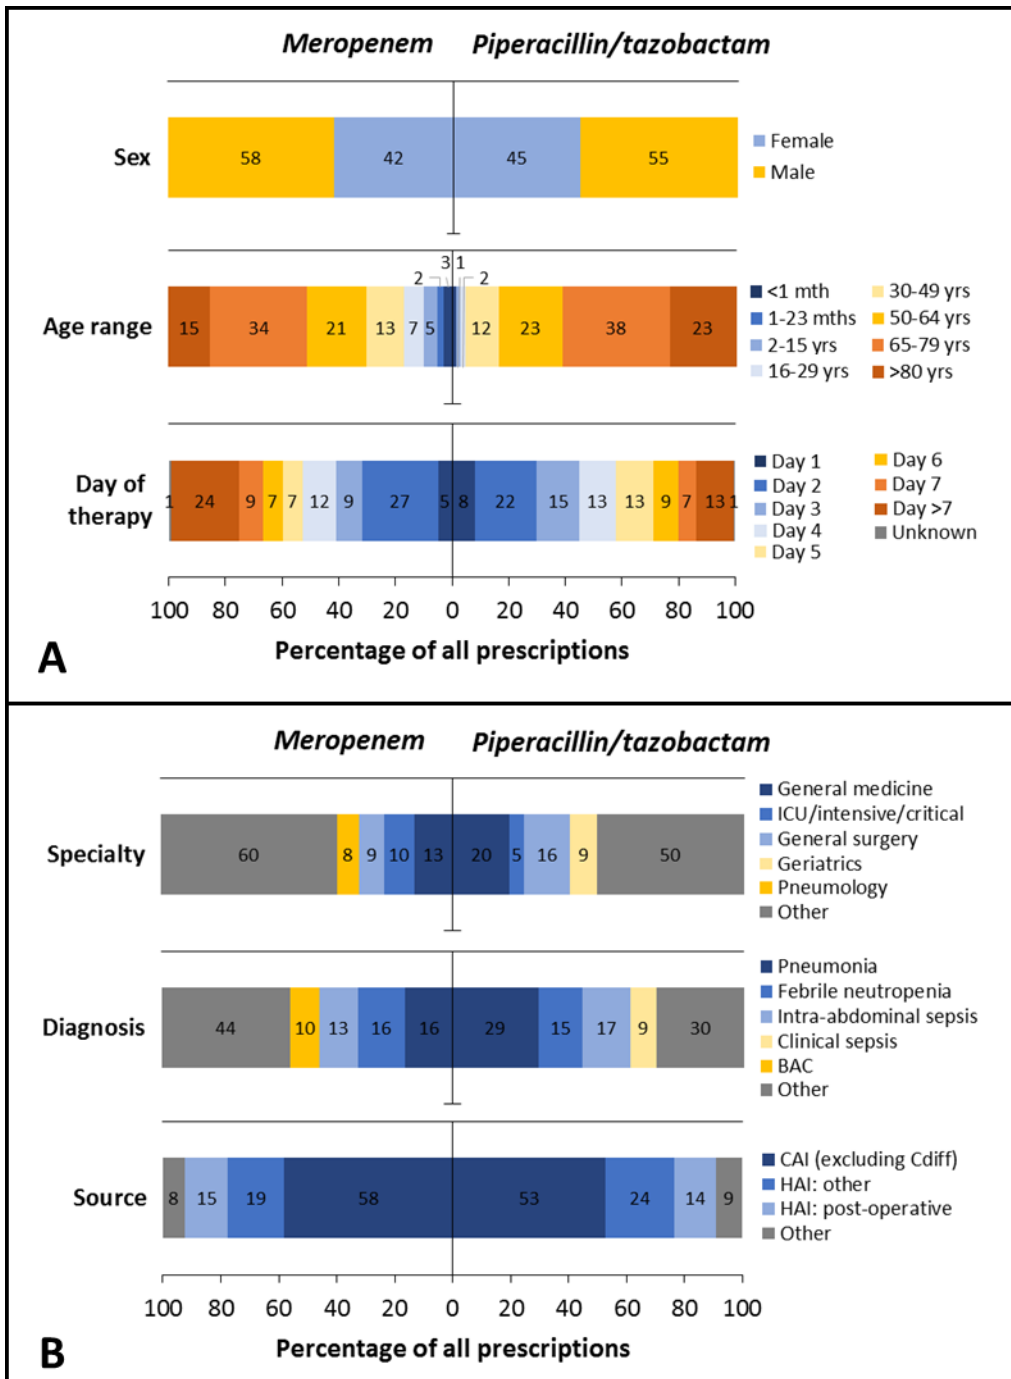 Meropenem Piperacillin/tazobactam
Sex
58 42 45 55
Female
Male
3 1
2 2
Age range
15 34 21 13 7 5 12 23 38 23
<1 mth 30-49 yrs
1-23 mths 50-64 yrs
2-15 yrs 65-79 yrs
16-29 yrs >80 yrs
Day of
therapy
1 24 9 7 7 12 9 27 5 8 22 15 13 13 9 7 13 1
Day 1 Day 6
Day 2 Day 7
Day 3 Day >7
Day 4 Unknown
Day 5
100 80 60 40 20 0 20 40 60 80 100
Percentage of all prescriptions
A
Meropenem Piperacillin/tazobactam
Specialty
60 8 9 10 13 20 5 16 9 50
General medicine
ICU/intensive/critical
General surgery
Geriatrics
Pneumology
Other
Diagnosis
44 10 13 16 16 29 15 17 9 30
Pneumonia
Febrile neutropenia
Intra-abdominal sepsis
Clinical sepsis
BAC
Other
Source
8 15 19 58 53 24 14 9
CAI (excluding Cdiff)
HAI: other
HAI: post-operative
Other
100 80 60 40 20 0 20 40 60 80 100
Percentage of all prescriptions
B